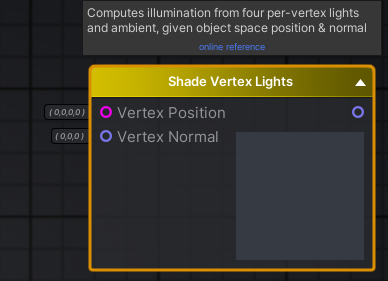 Computes illumination from four per-vertex lights
and ambient, given object space position & normal
online reference
Shade Vertex Lights
( 0,0,0,0 )
Vertex Position
( 0,0,0 )
Vertex Normal